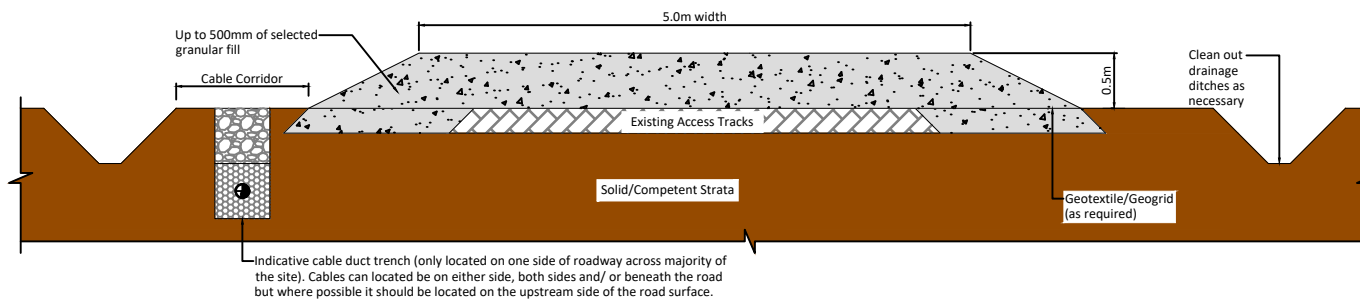 5.0m width
Up to 500mm of selected
granular fill
Cable Corridor
0.5m
Clean out
drainage
ditches as
necessary
Existing Access Tracks
Solid/Competent Strata
Geotextile/Geogrid
(as required)
Indicative cable duct trench (only located on one side of roadway across majority of
the site). Cables can located be on either side, both sides and/ or beneath the road
but where possible it should be located on the upstream side of the road surface.